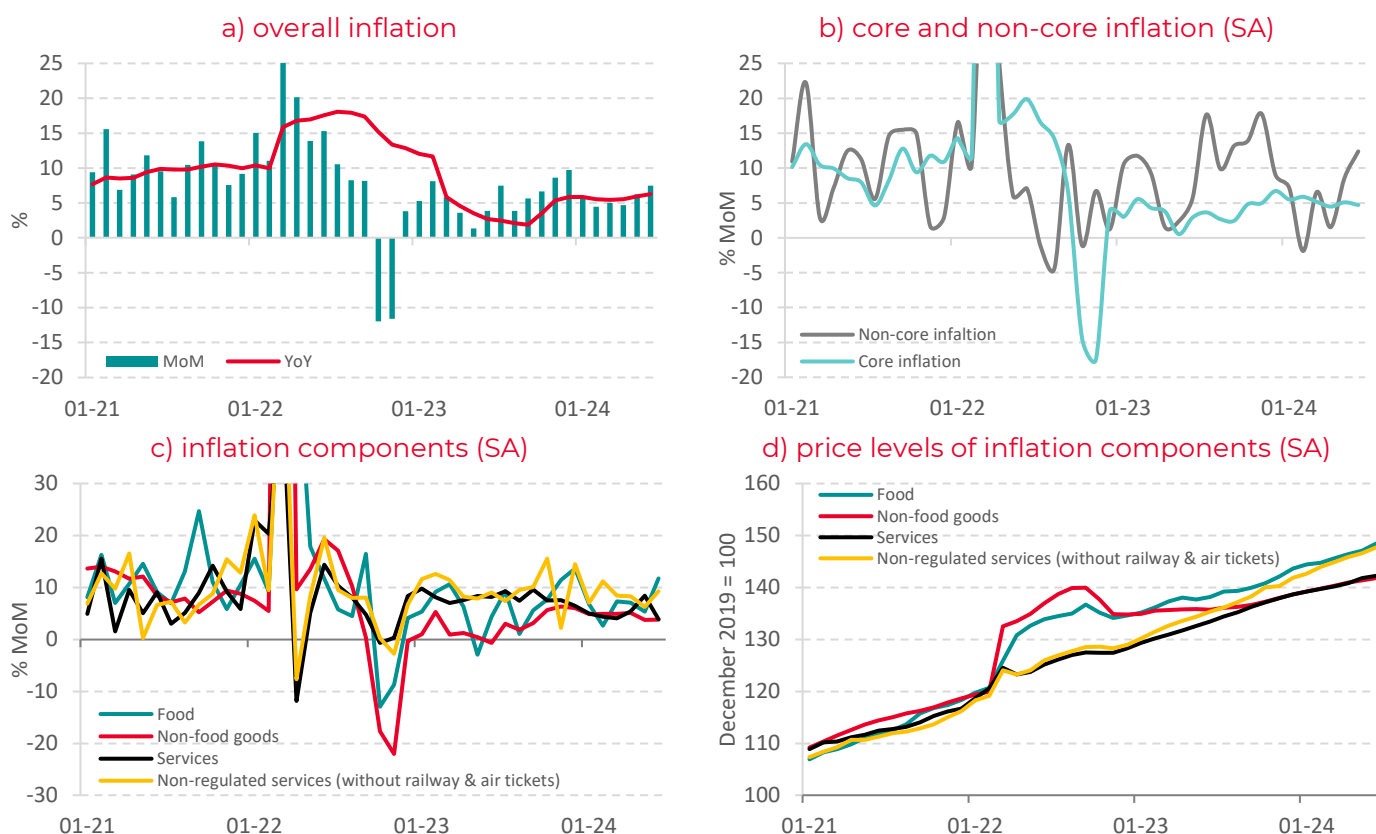 a) overall inflation
%
25
20
15
10
5
0
-5
-10
-15
-20
MoM
YoY
01-21
01-22
01-23
01-24
b) core and non-core inflation (SA)
% MoM
25
20
15
10
5
0
-5
-10
-15
-20
Non-core infaltion
Core inflation
01-21
01-22
01-23
01-24
c) inflation components (SA)
% MoM
30
20
10
0
-10
-20
-30
Food
Non-food goods
Services
Non-regulated services (without railway & air tickets)
01-21
01-22
01-23
01-24
d) price levels of inflation components (SA)
December 2019 = 100
160
150
140
130
120
110
100
Food
Non-food goods
Services
Non-regulated services (without railway & air tickets)
01-21
01-22
01-23
01-24